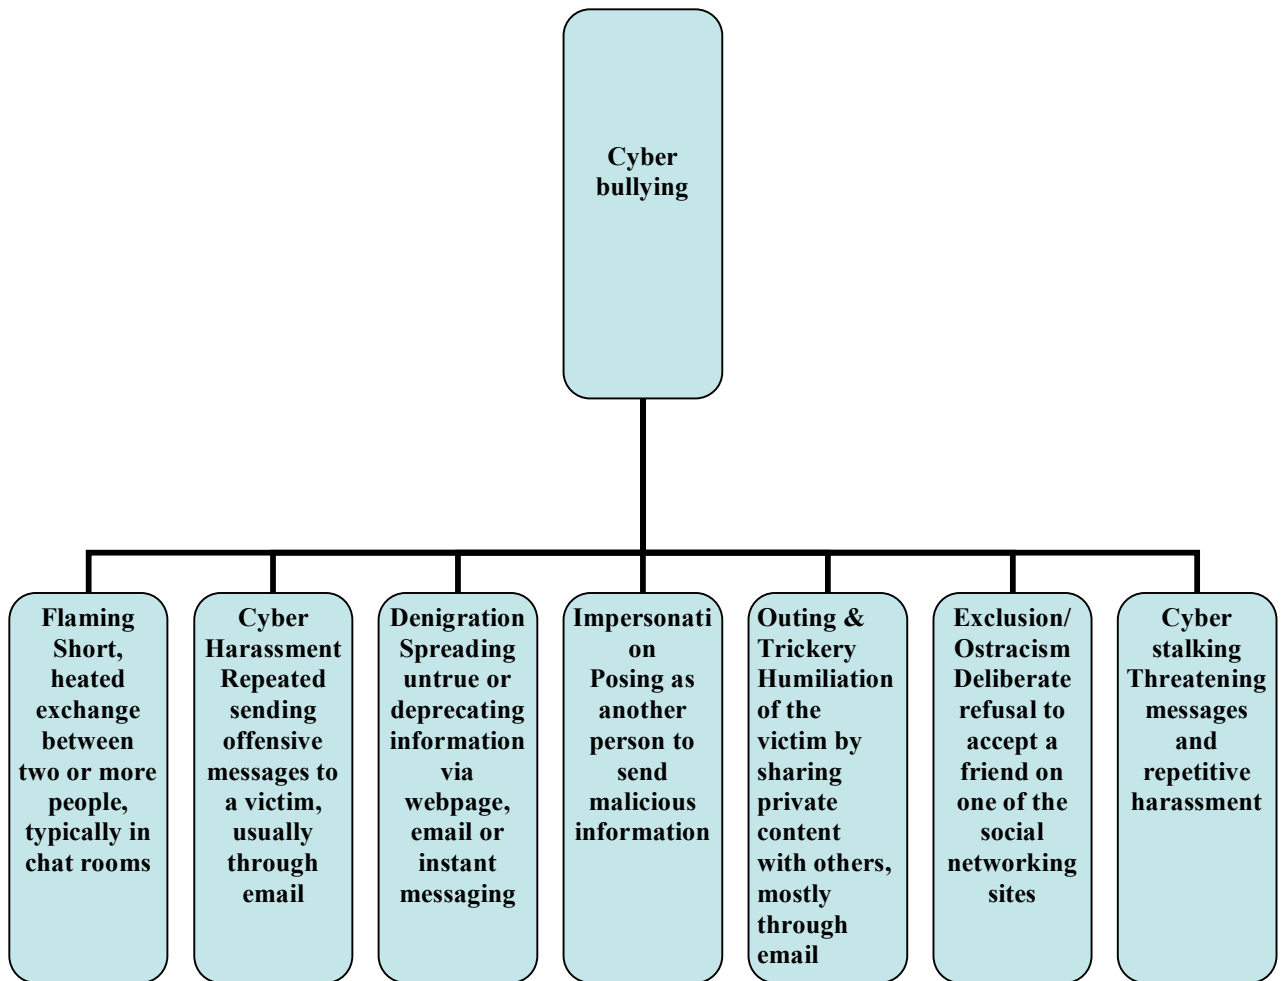 Cyber
bullying
Flaming
Short,
heated
exchange
between
two or more
people,
typically in
chat rooms
Cyber
Harassment
Repeated
sending
offensive
messages to
a victim,
usually
through
email
Denigration
Spreading
untrue or
deprecating
information
via
webpage,
email or
instant
messaging
Impersonati
on
Posing as
another
person to
send
malicious
information
Outing &
Trickery
Humiliation
of the
victim by
sharing
private
content
with others,
mostly
through
email
Exclusion/
Ostracism
Deliberate
refusal to
accept a
friend on
one of the
social
networking
sites
Cyber
stalking
Threatening
messages
and
repetitive
harassment